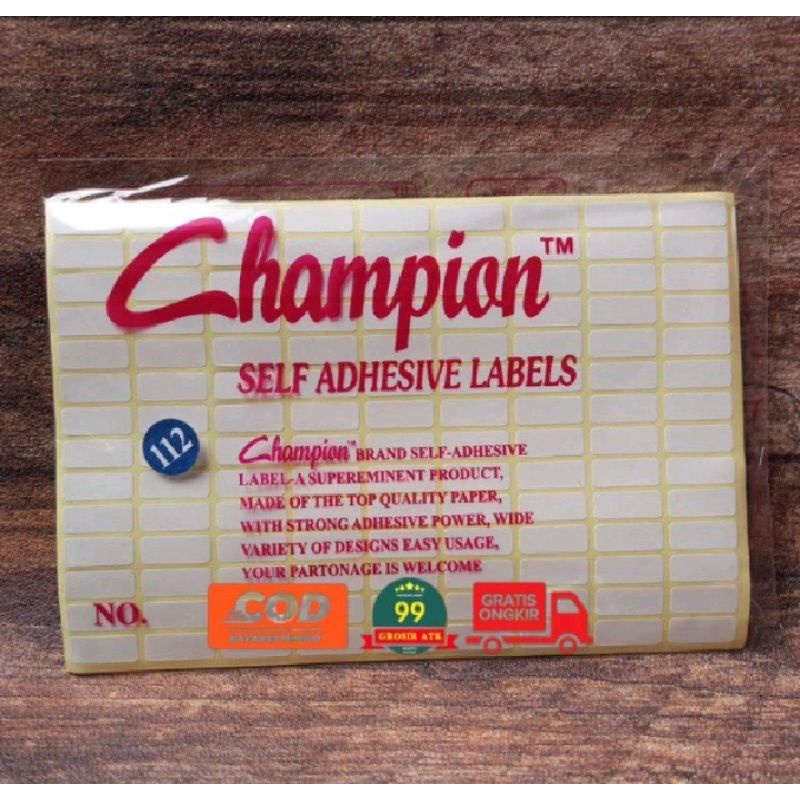 Champion™
SELF ADHESIVE LABELS
112
Champion™ BRAND SELF-ADHESIVE
LABEL-A SUPEREMINENT PRODUCT,
MADE OF THE TOP QUALITY PAPER,
WITH STRONG ADHESIVE POWER, WIDE
VARIETY OF DESIGNS EASY USAGE,
YOUR PARTONAGE IS WELCOME
NO.
COD
99
GROSIR ATK
GRATIS
ONGKIR